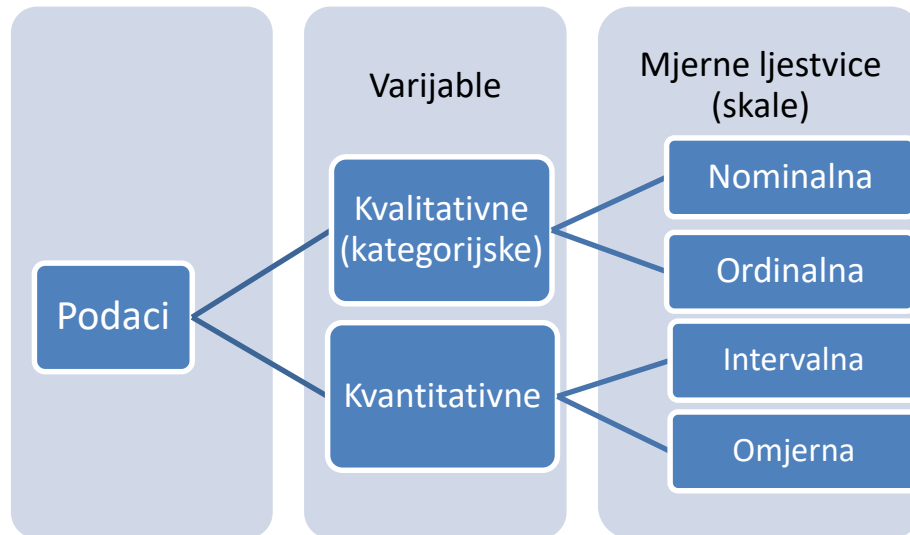 Podaci
Varijable
Kvalitativne
(kategorijske)
Kvantitativne
Mjerne ljestvice
(skale)
Nominalna
Ordinalna
Intervalna
Omjerna